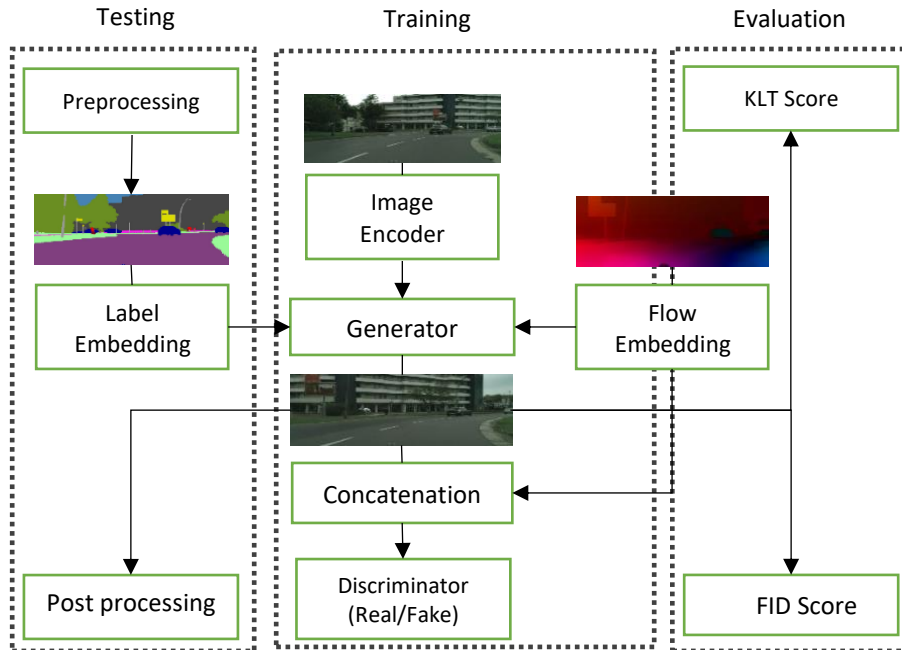 Testing
Training
Evaluation
Preprocessing
KLT Score
Image
Encoder
Label
Embedding
Generator
Flow
Embedding
Concatenation
Post processing
Discriminator
(Real/Fake)
FID Score